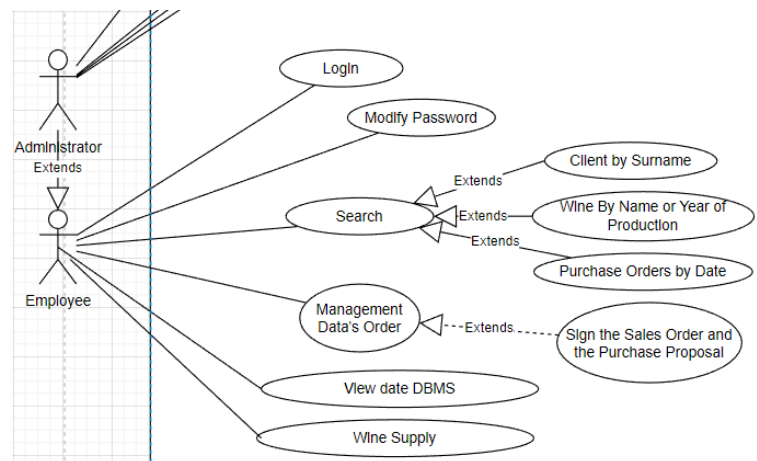 LogIn
Modify Password
Administrator
Extends
Client by Surname
Extends
Search
Extends
Wine By Name or Year of
Production
Extends
Purchase Orders by Date
Employee
Management
Data's Order
Extends
Sign the Sales Order and
the Purchase Proposal
View date DBMS
Wine Supply